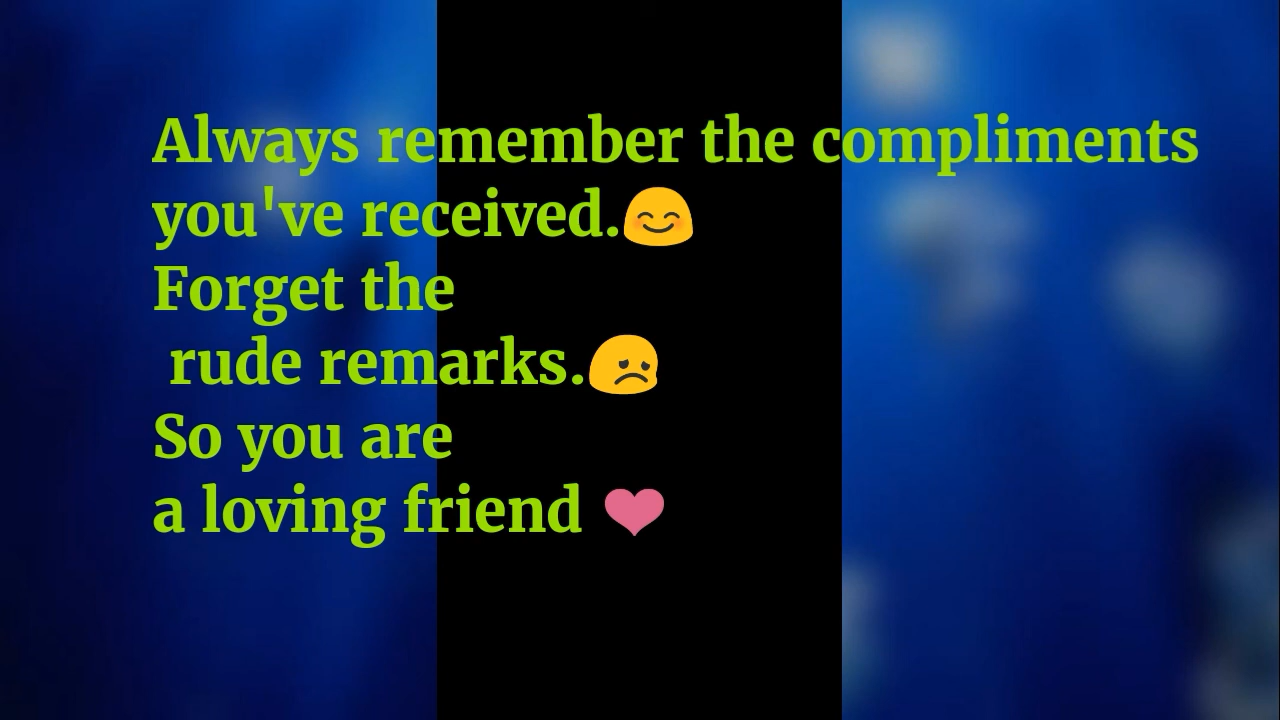 Always remember the compliments
you've received.😊
Forget the
rude remarks.😞
So you are
a loving friend ❤